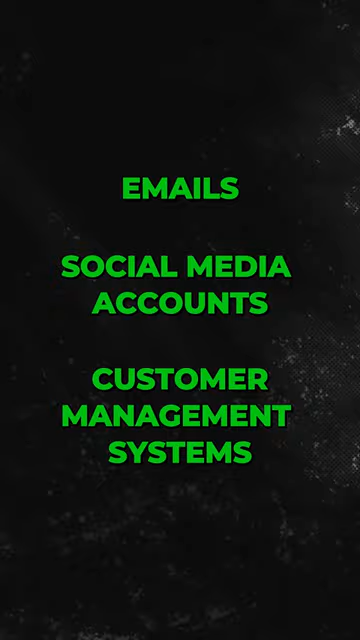 EMAILS
SOCIAL MEDIA
ACCOUNTS
CUSTOMER
MANAGEMENT
SYSTEMS